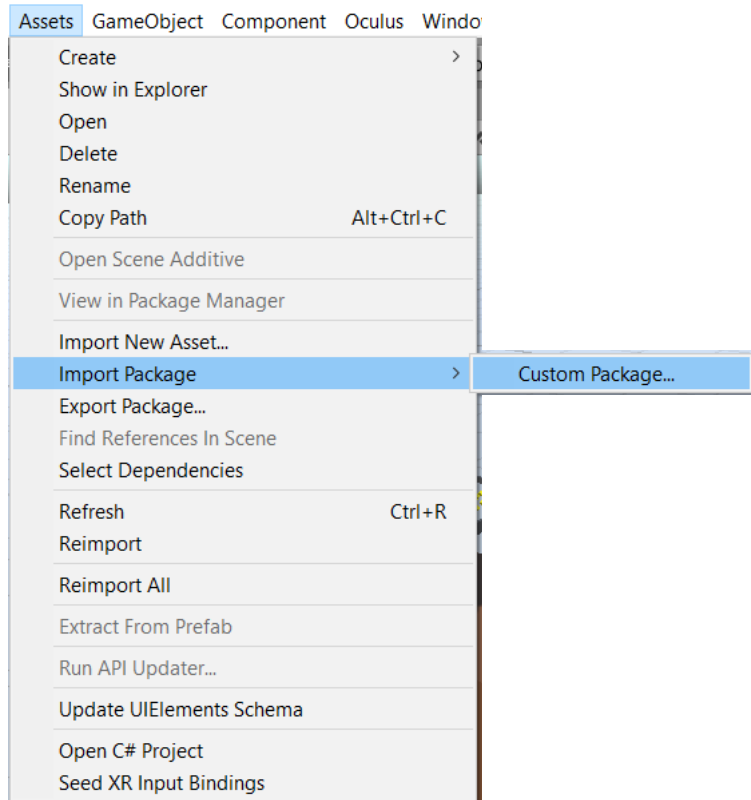 Assets GameObject Component Oculus Windo
Create
Show in Explorer
Open
Delete
Rename
Copy Path Alt+Ctrl+C
Open Scene Additive
View in Package Manager
Import New Asset...
Import Package Custom Package...
Export Package...
Find References In Scene
Select Dependencies
Refresh Ctrl+R
Reimport
Reimport All
Extract From Prefab
Run API Updater...
Update UIElements Schema
Open C# Project
Seed XR Input Bindings